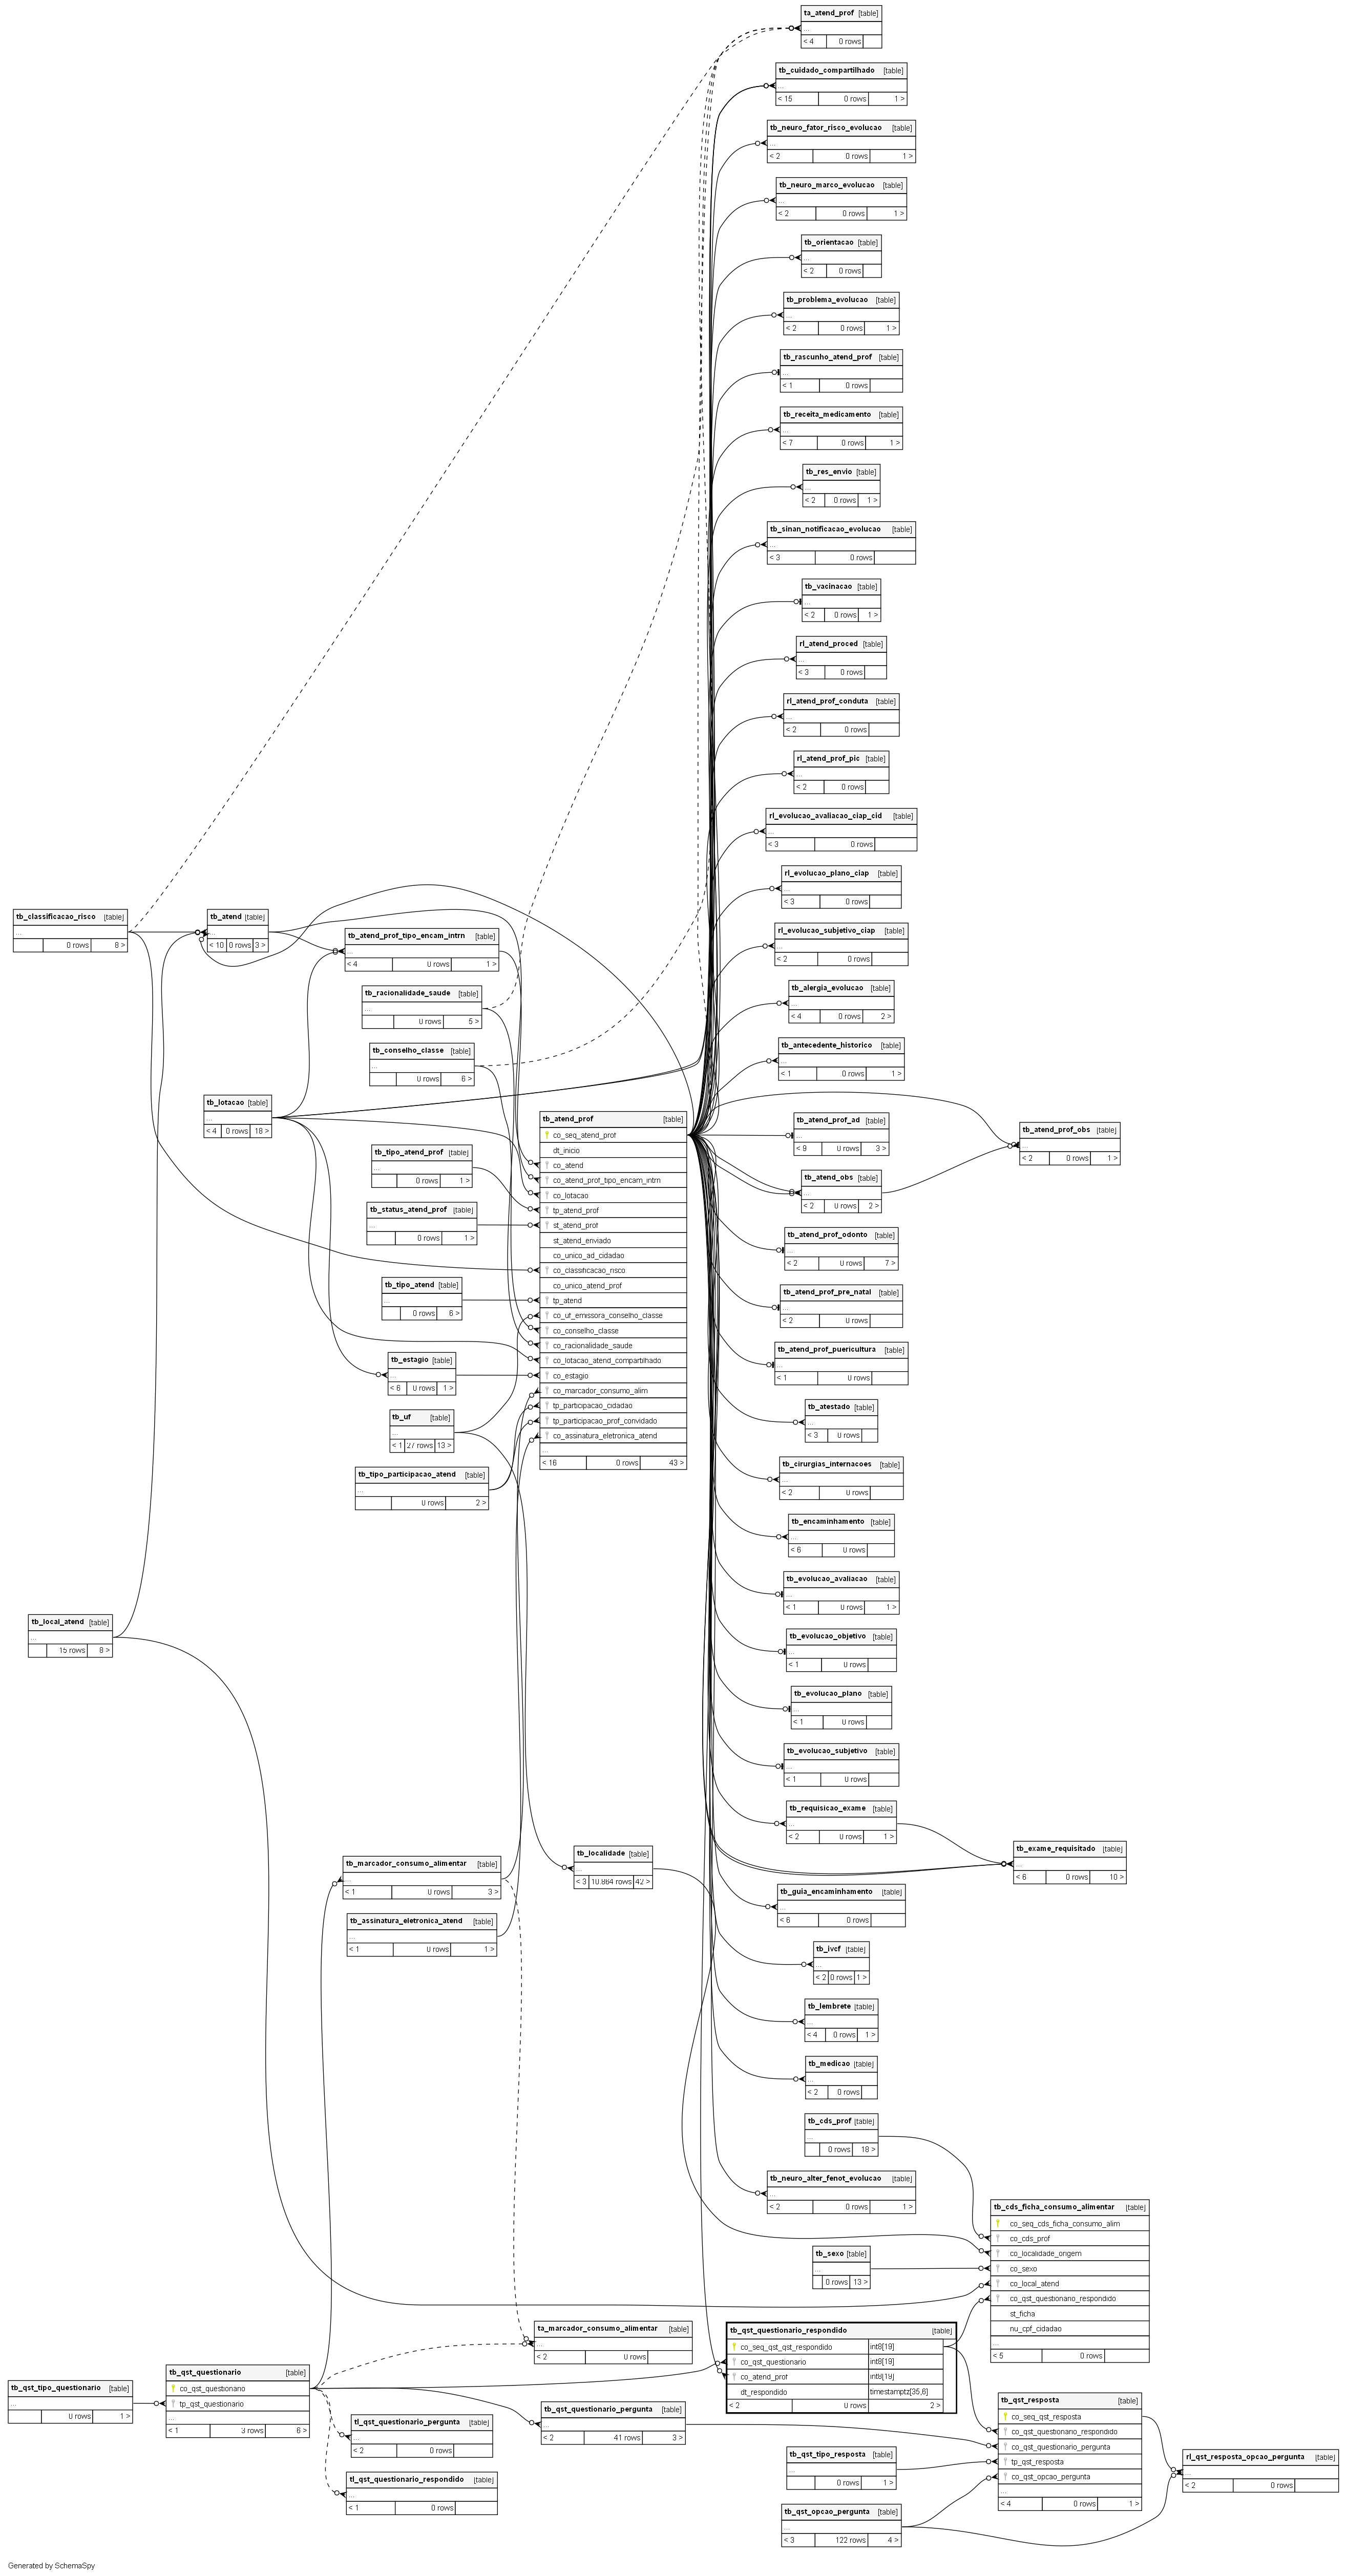 ta_atend_prof [table]
...
< 4 0 rows
tb_cuidado_compartilhado [table]
...
< 15 0 rows 1 >
tb_neuro_fator_risco_evolucao [table]
...
< 2 0 rows 1 >
tb_neuro_marco_evolucao [table]
...
< 2 0 rows 1 >
tb_orientacao [table]
...
< 2 0 rows
tb_problema_evolucao [table]
...
< 2 0 rows 1 >
tb_rascunho_atend_prof [table]
...
< 1 0 rows
tb_receita_medicamento [table]
...
< 7 0 rows 1 >
tb_res_envio [table]
...
< 2 0 rows 1 >
tb_sinan_notificacao_evolucao [table]
...
< 3 0 rows
tb_vacinacao [table]
...
< 2 0 rows 1 >
rl_atend_proced [table]
...
< 3 0 rows
rl_atend_prof_conduta [table]
...
< 2 0 rows
rl_atend_prof_pic [table]
...
< 2 0 rows
rl_evolucao_avaliacao_ciap_cid [table]
...
< 3 0 rows
rl_evolucao_plano_ciap [table]
...
< 3 0 rows
tb_classificacao_risco [table]
...
0 rows 8 >
tb_atend [table]
...
< 10 0 rows 3 >
tb_atend_prof_tipo_encam_intrn [table]
...
< 4 0 rows 1 >
rl_evolucao_subjetivo_ciap [table]
...
< 2 0 rows
tb_racionalidade_saude [table]
...
0 rows 5 >
tb_alergia_evolucao [table]
...
< 4 0 rows 2 >
tb_conselho_classe [table]
...
0 rows 6 >
tb_antecedente_historico [table]
...
< 1 0 rows 1 >
tb_lotacao [table]
...
< 4 0 rows 18 >
tb_atend_prof [table]
co_seq_atend_prof
dt_inicio
co_atend
co_atend_prof_tipo_encam_intrn
co_lotacao
tp_atend_prof
st_atend_prof
st_atend_enviado
co_unico_ad_cidadao
co_classificacao_risco
co_unico_atend_prof
tp_atend
co_uf_emissora_conselho_classe
co_conselho_classe
co_racionalidade_saude
co_lotacao_atend_compartilhado
co_estagio
co_marcador_consumo_alim
tp_participacao_cidadao
tp_participacao_prof_convidado
co_assinatura_eletronica_atend
...
< 16 0 rows 43 >
tb_atend_prof_ad [table]
...
< 9 0 rows 3 >
tb_atend_prof_obs [table]
...
< 2 0 rows 1 >
tb_tipo_atend_prof [table]
...
0 rows 1 >
tb_atend_obs [table]
...
< 2 0 rows 2 >
tb_status_atend_prof [table]
...
0 rows 1 >
tb_atend_prof_odonto [table]
...
< 2 0 rows 7 >
tb_tipo_atend [table]
...
0 rows 6 >
tb_atend_prof_pre_natal [table]
...
< 2 0 rows
tb_estagio [table]
...
< 6 0 rows 1 >
tb_atend_prof_puericultura [table]
...
< 1 0 rows
tb_uf [table]
...
< 1 27 rows 13 >
tb_atestado [table]
...
< 3 0 rows
tb_tipo_participacao_atend [table]
...
0 rows 2 >
tb_cirurgias_internacoes [table]
...
< 2 0 rows
tb_encaminhamento [table]
...
< 6 0 rows
tb_evolucao_avaliacao [table]
...
< 1 0 rows 1 >
tb_local_atend [table]
...
15 rows 8 >
tb_evolucao_objetivo [table]
...
< 1 0 rows
tb_evolucao_plano [table]
...
< 1 0 rows
tb_evolucao_subjetivo [table]
...
< 1 0 rows
tb_requisicao_exame [table]
...
< 2 0 rows 1 >
tb_exame_requisitado [table]
...
< 6 0 rows 10 >
tb_localidade [table]
...
< 3 10.864 rows 42 >
tb_marcador_consumo_alimentar [table]
...
< 1 0 rows 3 >
tb_guia_encaminhamento [table]
...
< 6 0 rows
tb_assinatura_eletronica_atend [table]
...
< 1 0 rows 1 >
tb_ivcf [table]
...
< 2 0 rows 1 >
tb_lembrete [table]
...
< 4 0 rows 1 >
tb_medicao [table]
...
< 2 0 rows
tb_cds_prof [table]
...
0 rows 18 >
tb_neuro_alter_fenot_evolucao [table]
...
< 2 0 rows 1 >
tb_cds_ficha_consumo_alimentar [table]
co_seq_cds_ficha_consumo_alim
co_cds_prof
co_localidade_origem
co_sexo
co_local_atend
co_qst_questionario_respondido
st_ficha
nu_cpf_cidadao
...
< 5 0 rows
tb_sexo [table]
...
0 rows 13 >
ta_marcador_consumo_alimentar [table]
...
< 2 0 rows
tb_qst_questionario_respondido [table]
co_seq_qst_qst_respondido int8[19]
co_qst_questionario int8[19]
co_atend_prof int8[19]
dt_respondido timestamptz[35,6]
< 2 0 rows 2 >
tb_qst_tipo_questionario [table]
...
0 rows 1 >
tb_qst_questionario [table]
co_qst_questionario
tp_qst_questionario
...
< 1 3 rows 6 >
tl_qst_questionario_pergunta [table]
...
< 2 0 rows
tb_qst_questionario_pergunta [table]
...
< 2 41 rows 3 >
tb_qst_resposta [table]
co_seq_qst_resposta
co_qst_questionario_respondido
co_qst_questionario_pergunta
tp_qst_resposta
co_qst_opcao_pergunta
...
< 4 0 rows 1 >
tl_qst_questionario_respondido [table]
...
< 1 0 rows
tb_qst_tipo_resposta [table]
...
0 rows 1 >
rl_qst_resposta_opcao_pergunta [table]
...
< 2 0 rows
tb_qst_opcao_pergunta [table]
...
< 3 122 rows 4 >
Generated by SchemaSpy